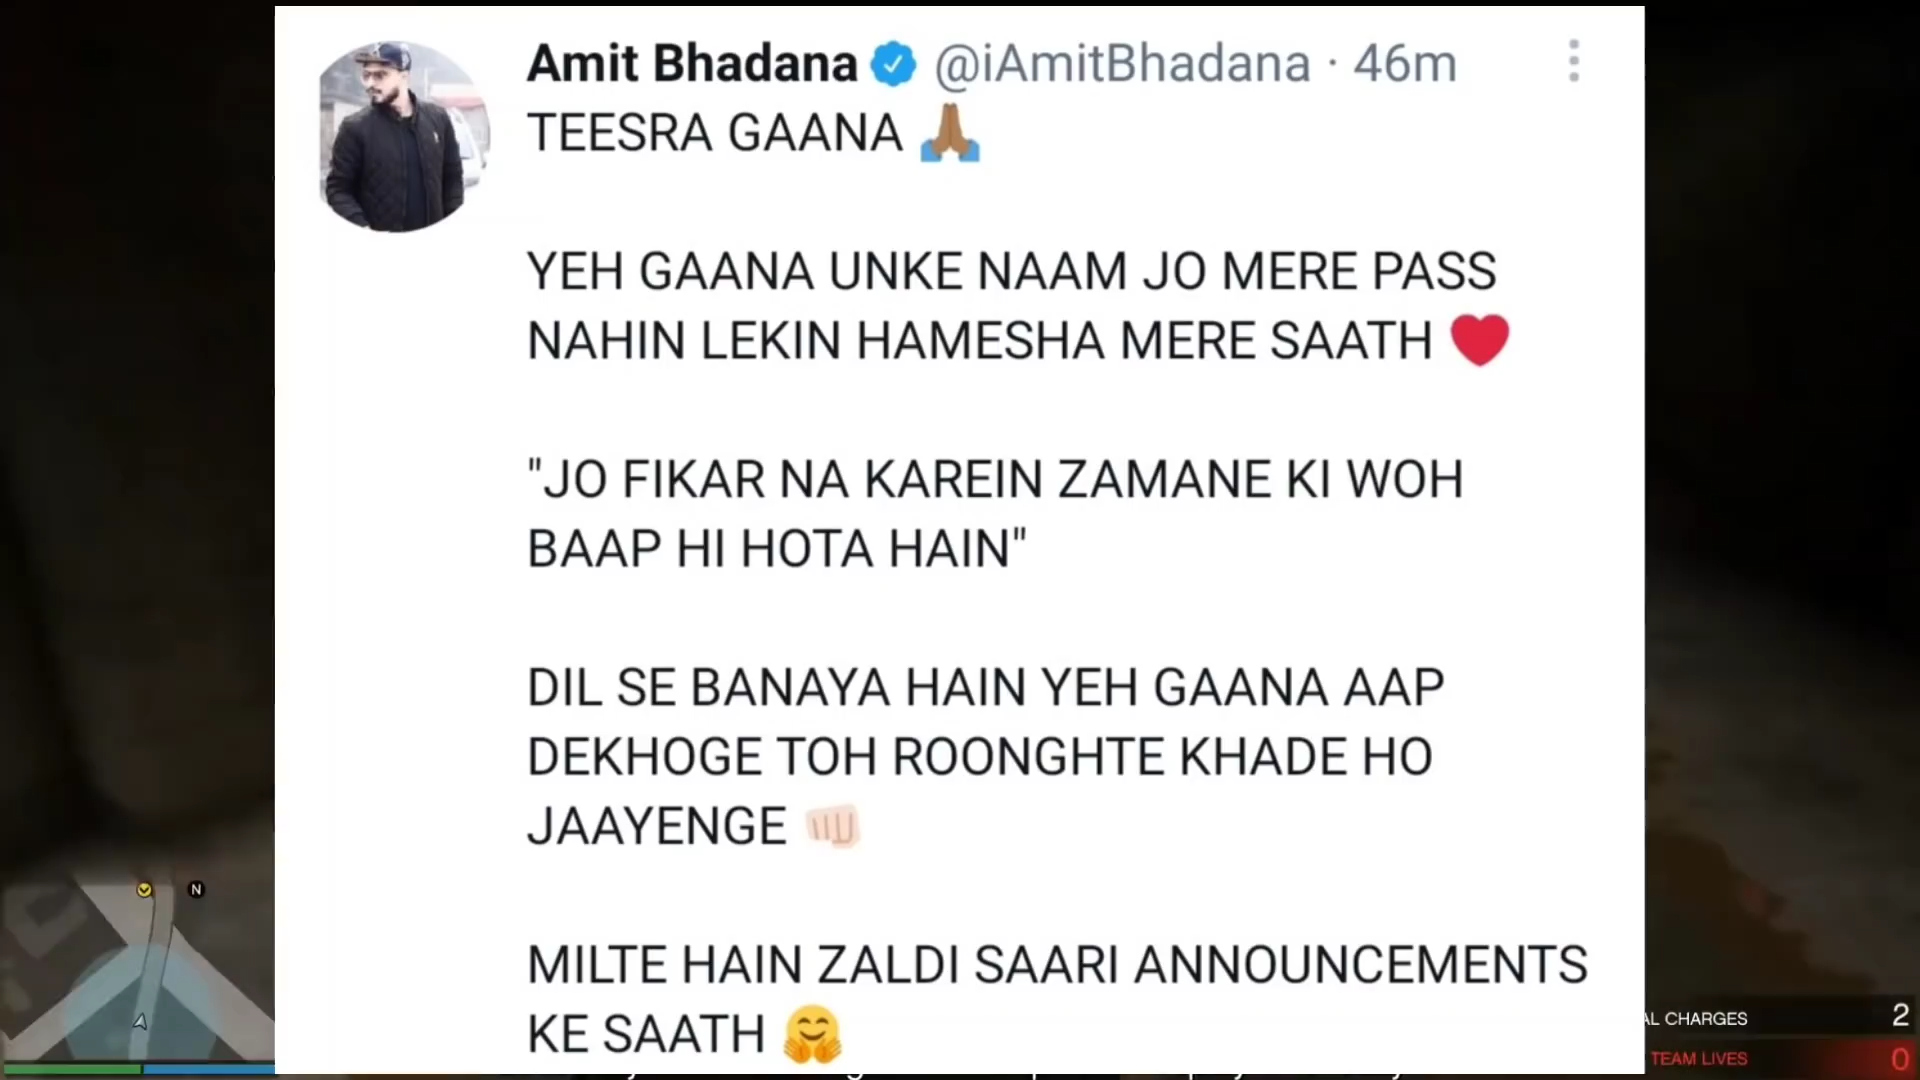 Amit Bhadana @iAmitBhadana · 46m
TEESRA GAANA 🙏🏾
YEH GAANA UNKE NAAM JO MERE PASS
NAHIN LEKIN HAMESHA MERE SAATH ❤️
"JO FIKAR NA KAREIN ZAMANE KI WOH
BAAP HI HOTA HAIN"
DIL SE BANAYA HAIN YEH GAANA AAP
DEKHOGE TOH ROONGHTE KHADE HO
JAAYENGE 👊🏻
MILTE HAIN ZALDI SAARI ANNOUNCEMENTS
KE SAATH 🤗
N
CHARGES 2
TEAM LIVES 0